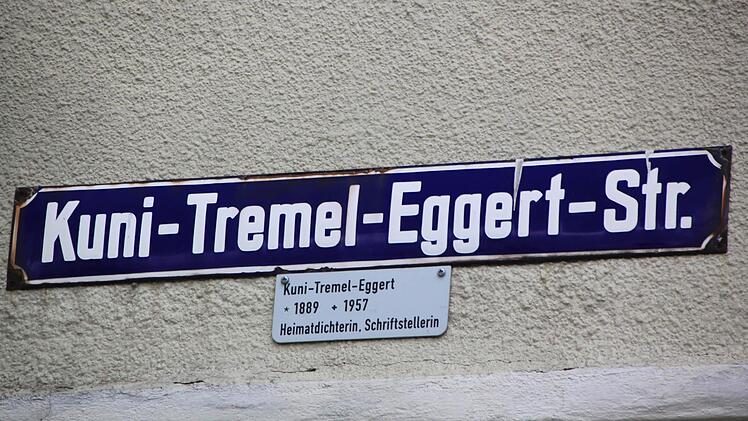 Kuni-Tremel-Eggert-Str.
Kuni-Tremel-Eggert
* 1889 + 1957
Heimatdichterin, Schriftstellerin